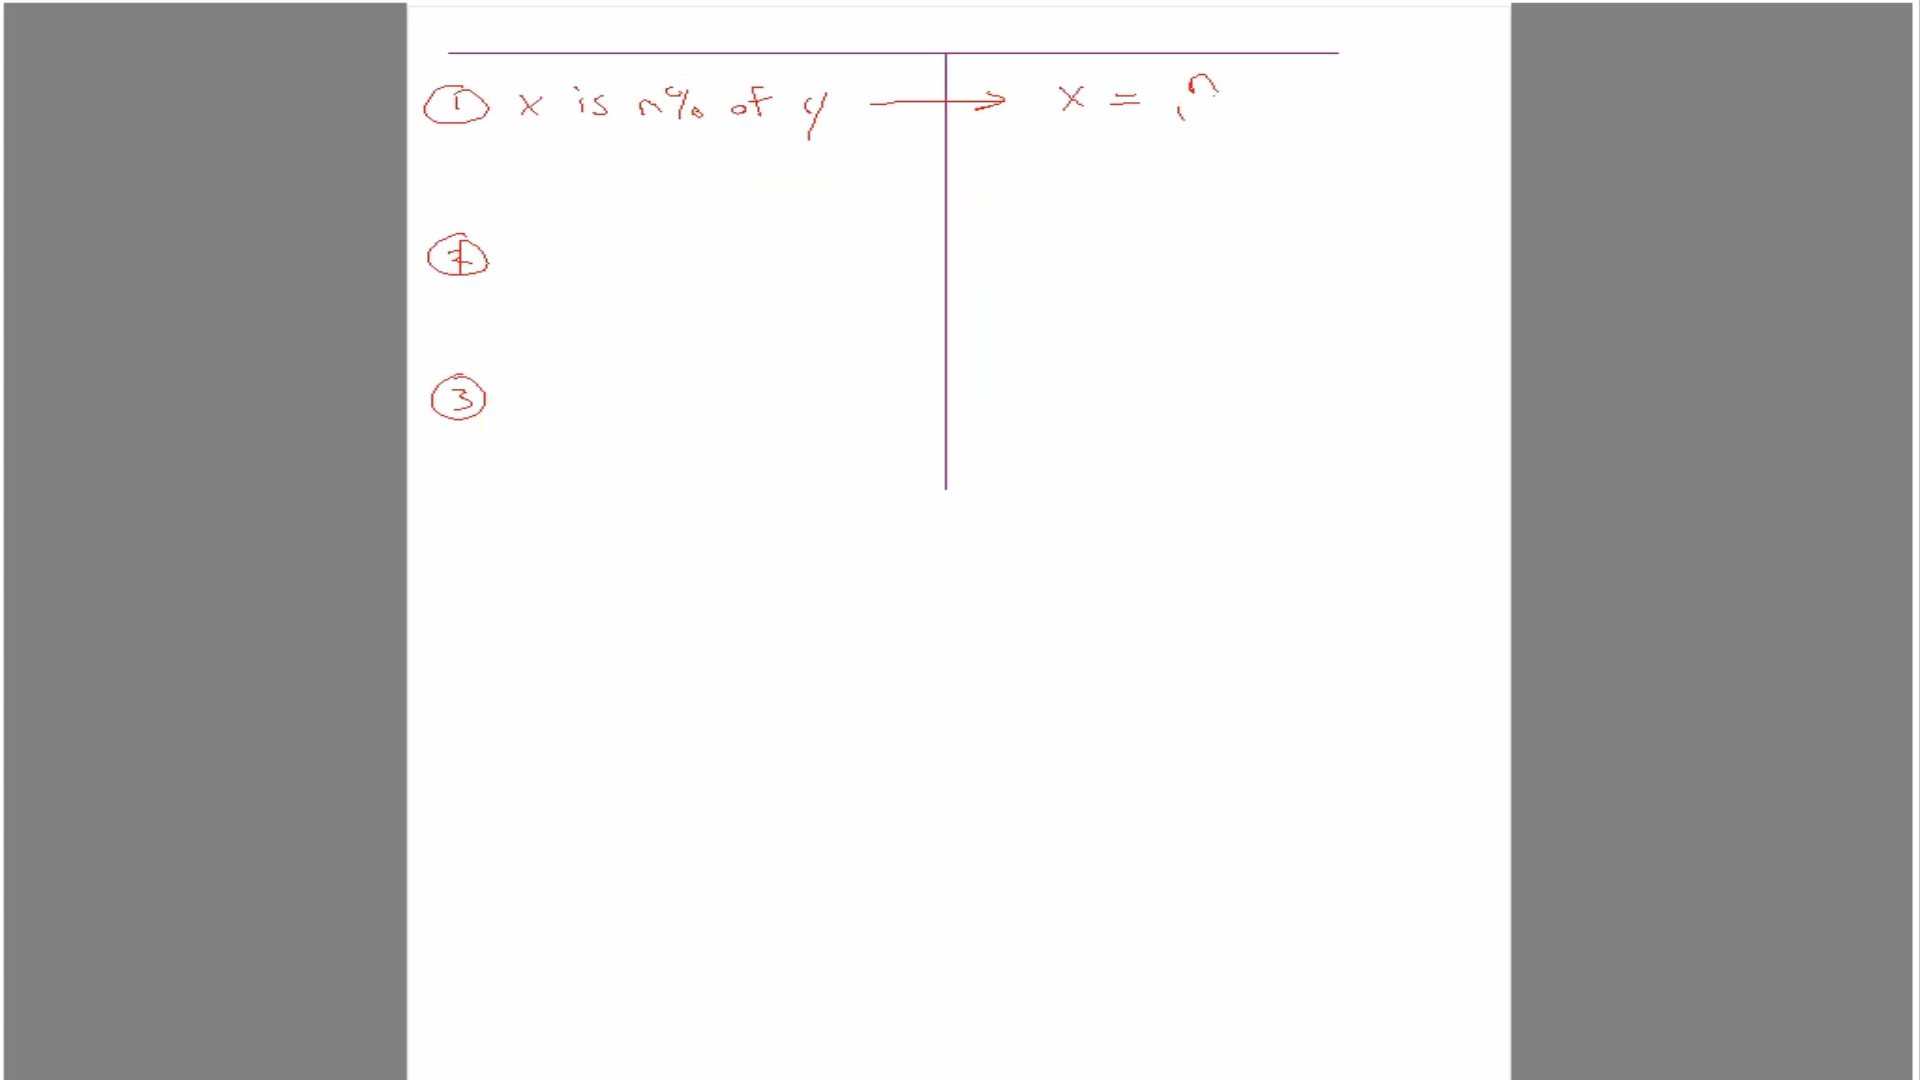 ① x is n% of y → x = n
②
③